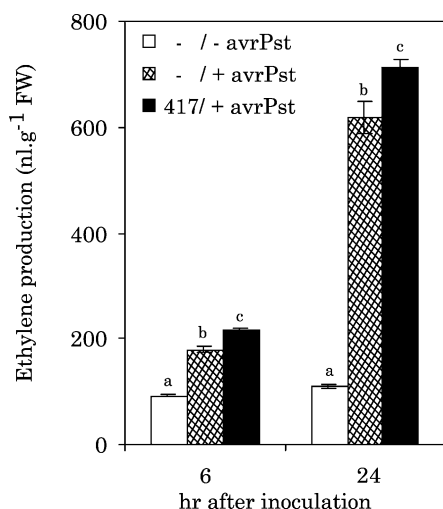 800
- / - avrPst
- / + avrPst
417/ + avrPst
c
b
600
400
200
0
Ethylene production (nl.g-1 FW)
a
b
c
a
6
24
hr after inoculation